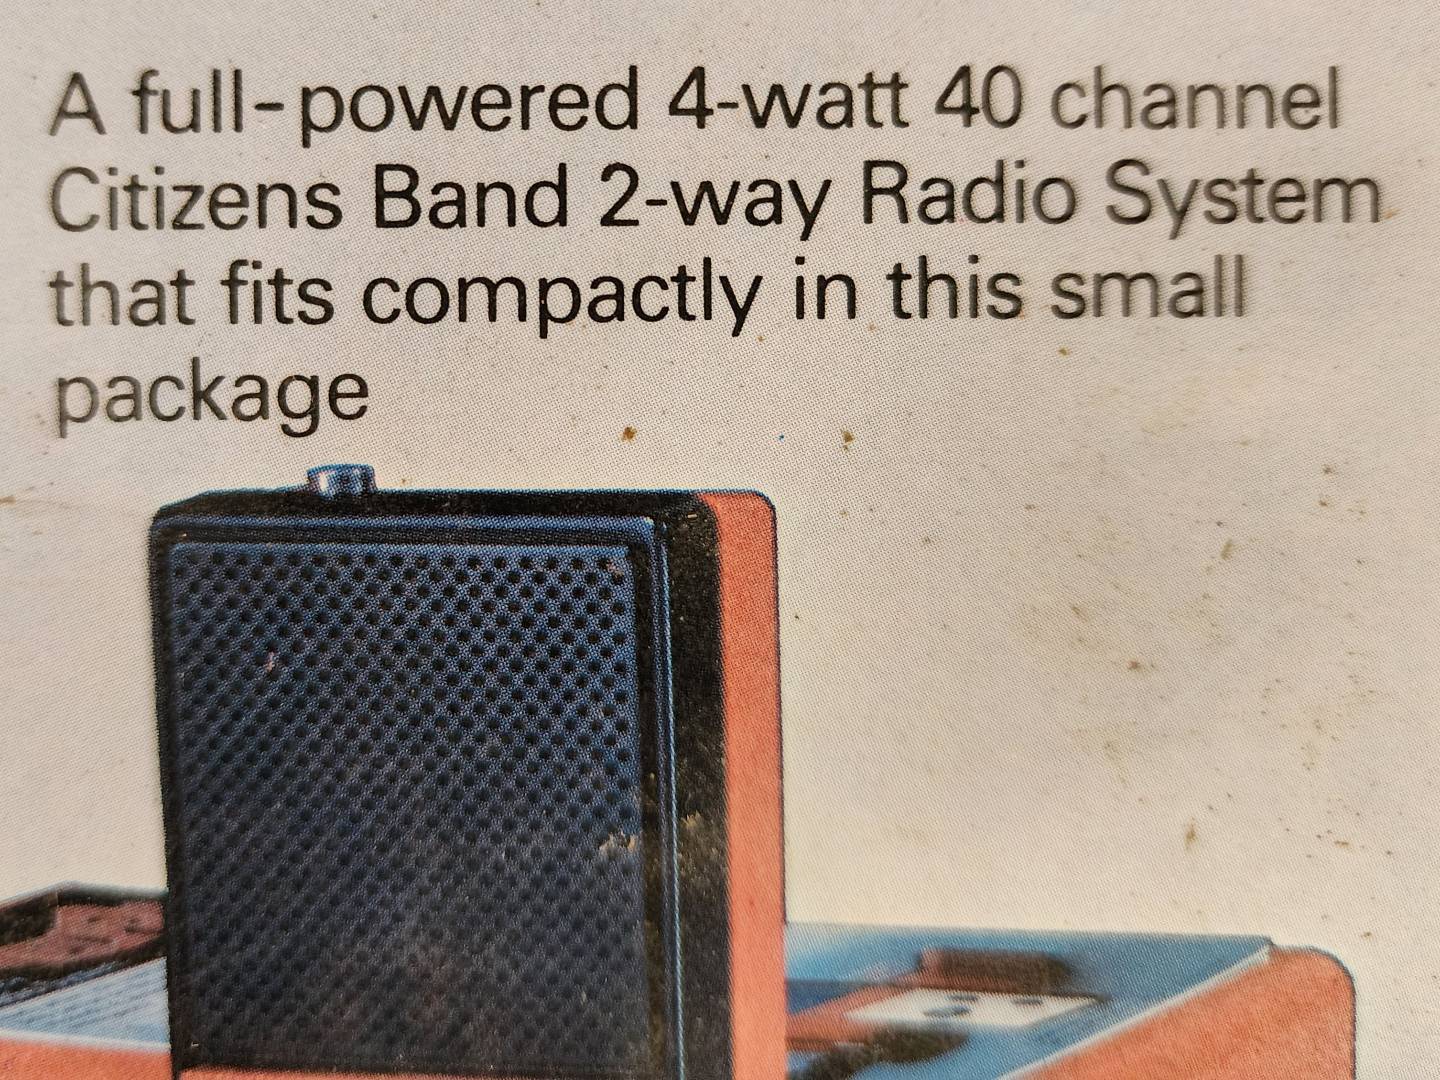 A full-powered 4-watt 40 channel
Citizens Band 2-way Radio System
that fits compactly in this small
package